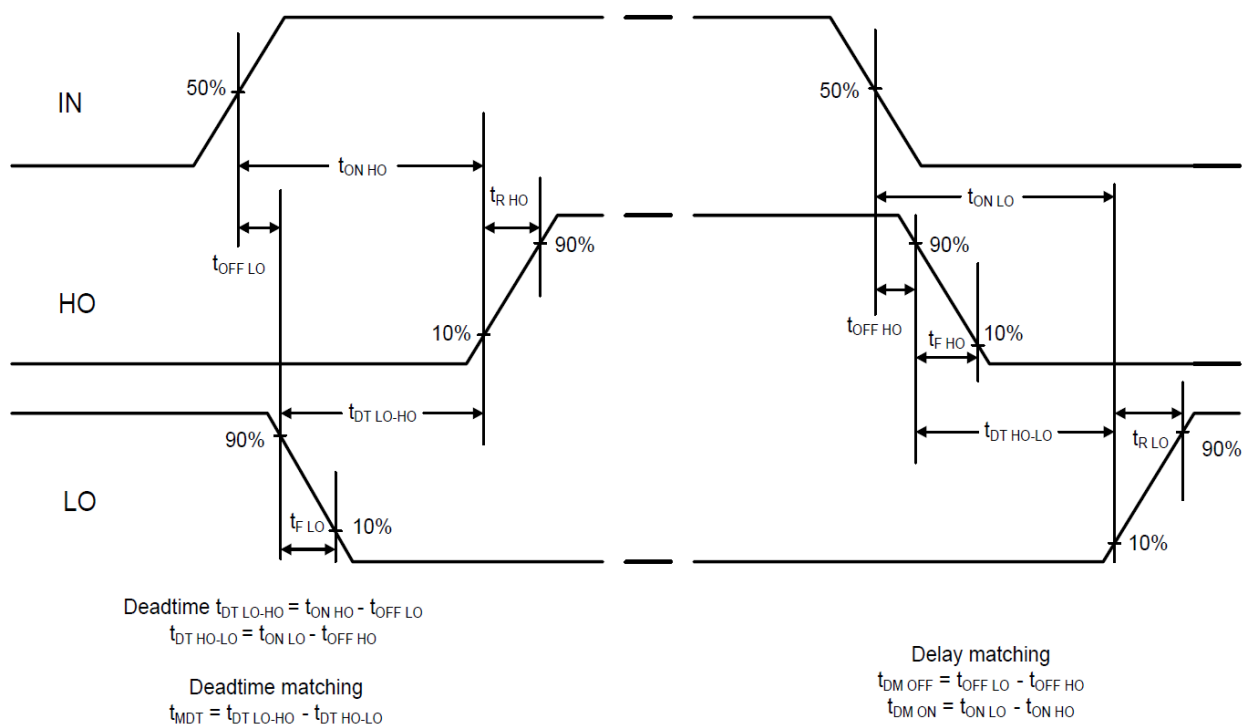 50%
50%
IN
tON HO
tR HO
tON LO
tOFF LO
90%
90%
HO
10%
tOFF HO
tF HO
10%
tDT LO-HO
90%
tDT HO-LO
tR LO
90%
LO
tF LO
10%
10%
Deadtime tDT LO-HO = tON HO - tOFF LO
tDT HO-LO = tON LO - tOFF HO
Deadtime matching
tMDT = tDT LO-HO - tDT HO-LO
Delay matching
tDM OFF = tOFF LO - tOFF HO
tDM ON = tON LO - tON HO